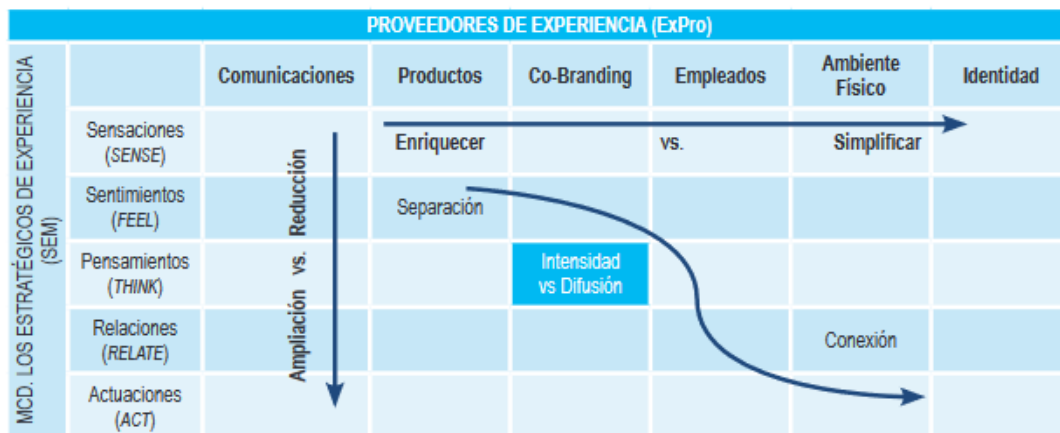 PROVEEDORES DE EXPERIENCIA (ExPro)
MCD. LOS ESTRATÉGICOS DE EXPERIENCIA
(SEM)
Comunicaciones
Productos
Co-Branding
Empleados
Ambiente
Físico
Identidad
Sensaciones
(SENSE)
Enriquecer
vs.
Simplificar
Ampliación vs. Reducción
Sentimientos
(FEEL)
Separación
Pensamientos
(THINK)
Intensidad
vs Difusión
Relaciones
(RELATE)
Conexión
Actuaciones
(ACT)